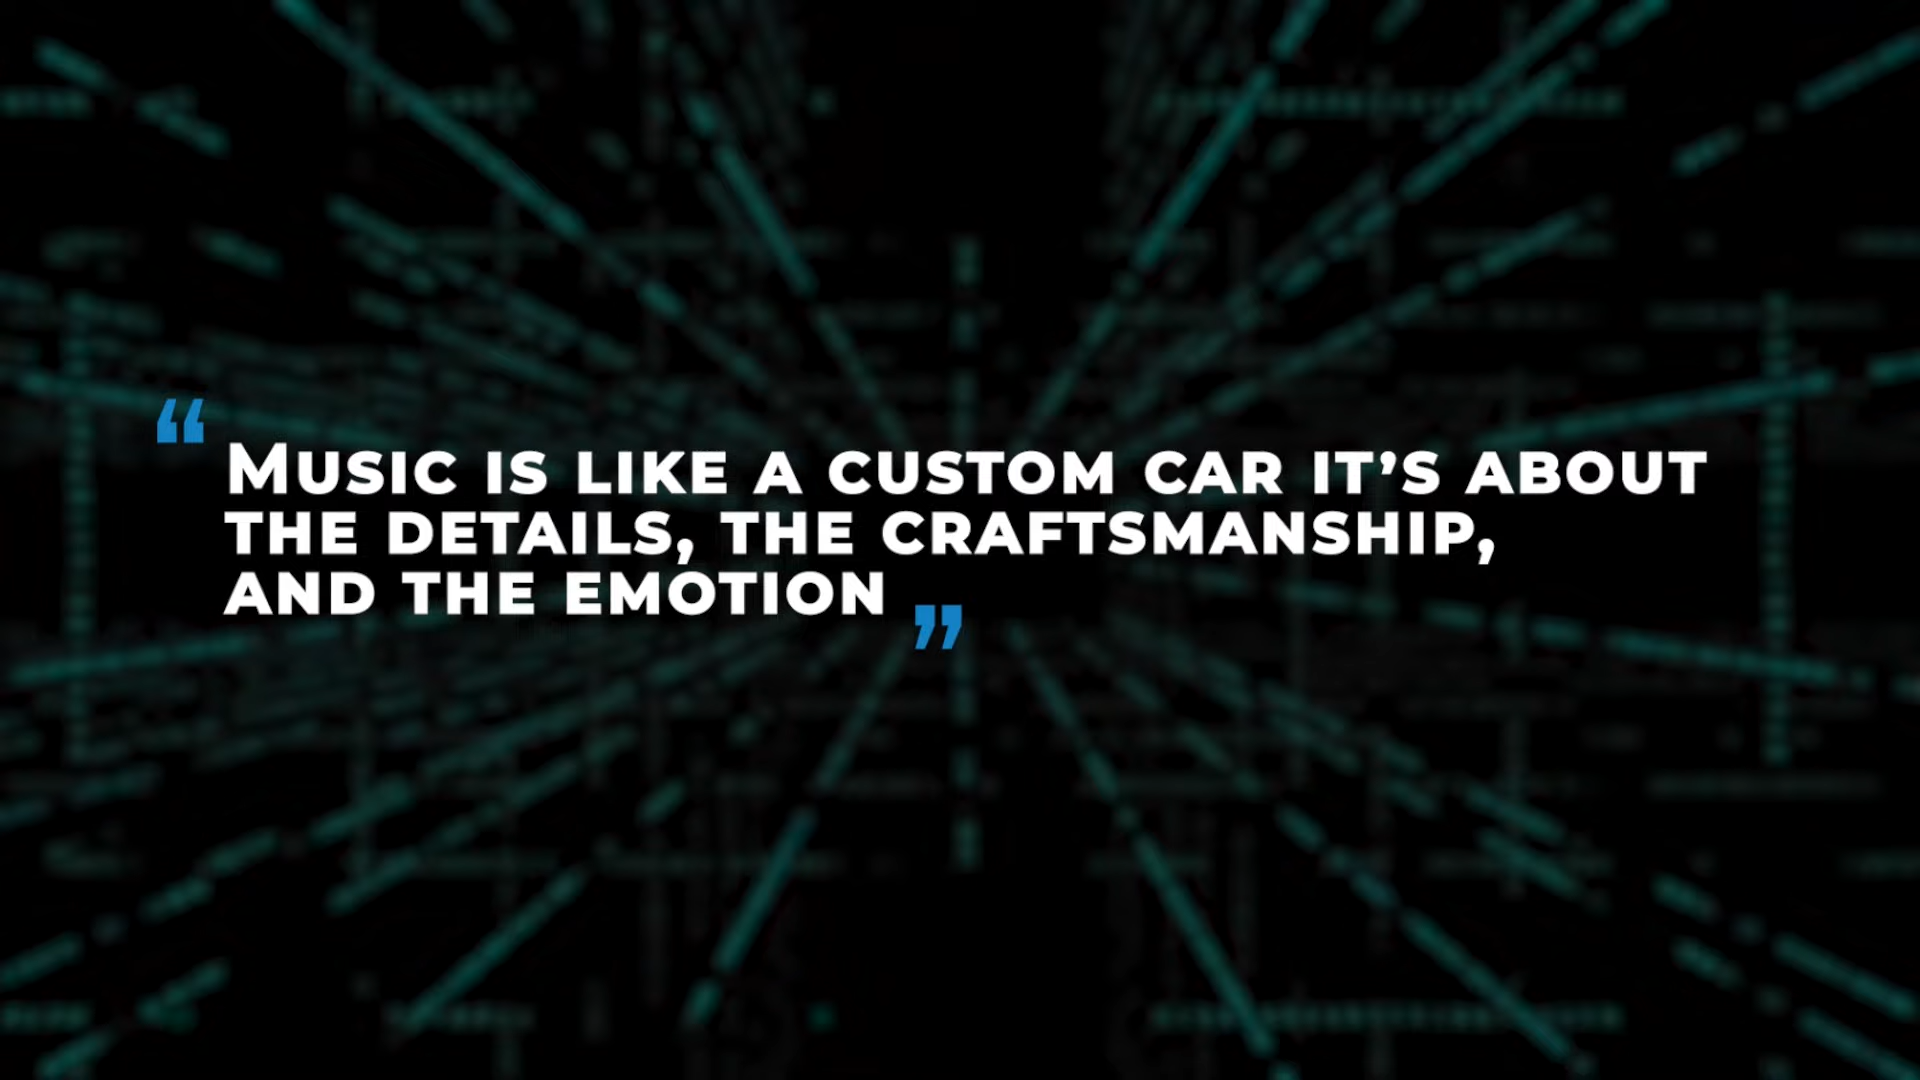 “ MUSIC IS LIKE A CUSTOM CAR IT’S ABOUT
THE DETAILS, THE CRAFTSMANSHIP,
AND THE EMOTION ”